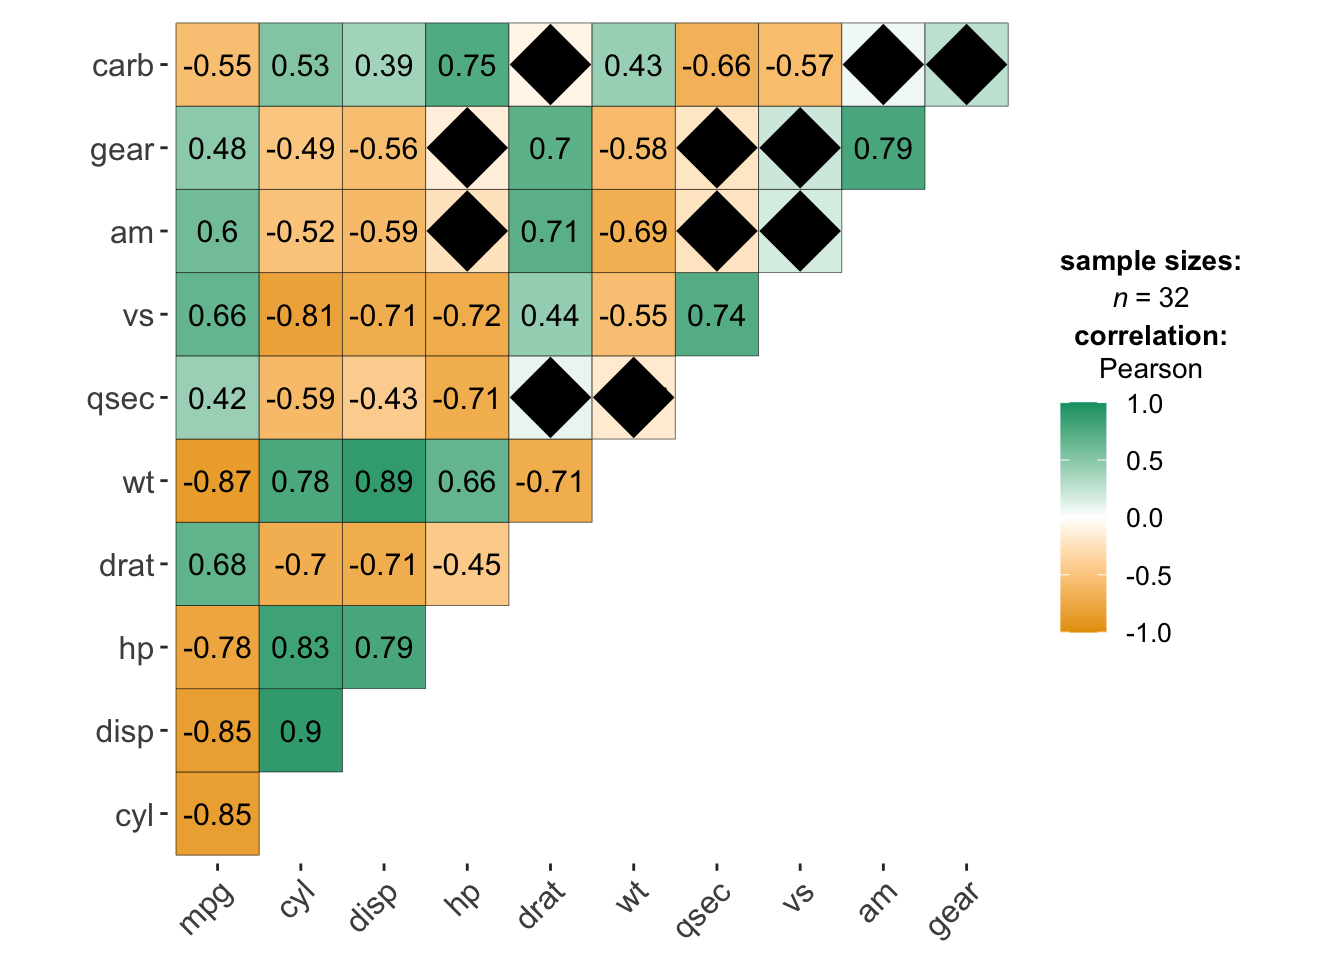 carb -0.55 0.53 0.39 0.75 0.43 -0.66 -0.57
gear 0.48 -0.49 -0.56 0.7 -0.58 0.79
am 0.6 -0.52 -0.59 0.71 -0.69
vs 0.66 -0.81 -0.71 -0.72 0.44 -0.55 0.74
qsec 0.42 -0.59 -0.43 -0.71
wt -0.87 0.78 0.89 0.66 -0.71
drat 0.68 -0.7 -0.71 -0.45
hp -0.78 0.83 0.79
disp -0.85 0.9
cyl -0.85
mpg cyl disp hp drat wt qsec vs am gear
sample sizes:
n = 32
correlation:
Pearson
1.0
0.5
0.0
-0.5
-1.0